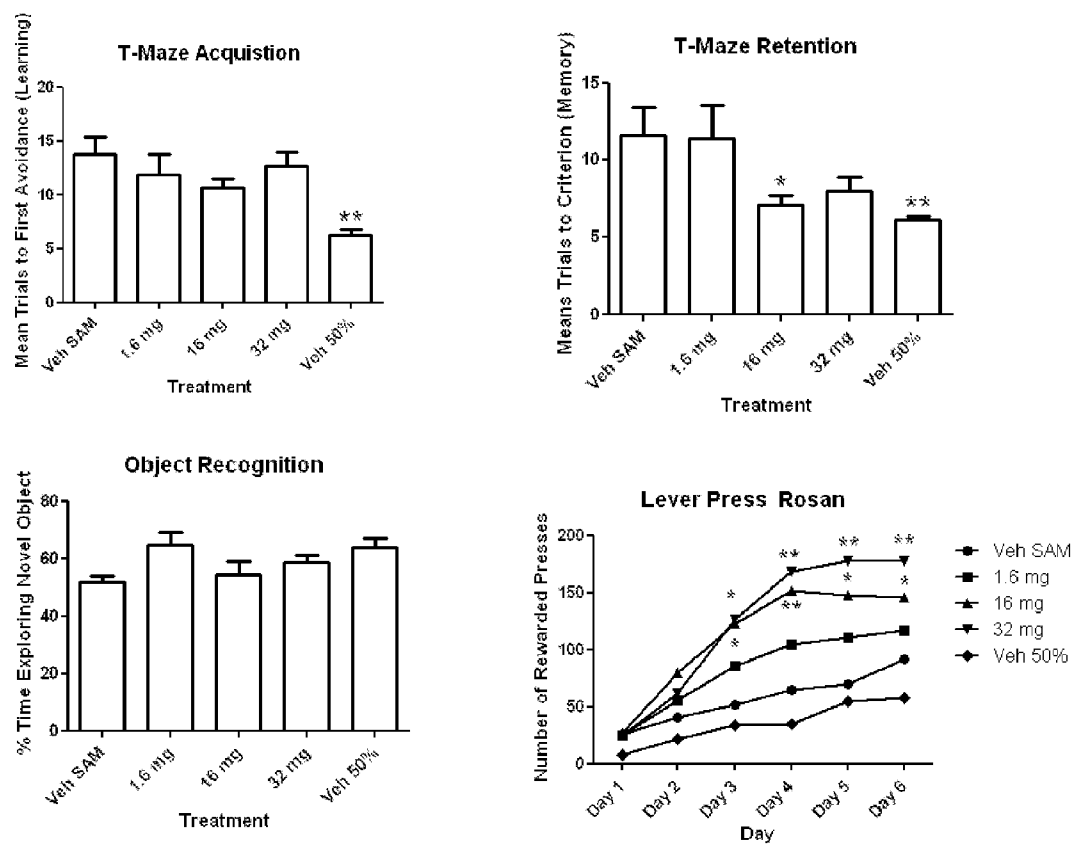 T-Maze Acquistion
Mean Trials to First Avoidance (Learning)
20
15
10
5
0
**
Veh SAM
1.6 mg
16 mg
32 mg
Veh 50%
Treatment
T-Maze Retention
Means Trials to Criterion (Memory)
15
10
5
0
*
**
Veh SAM
1.6 mg
16 mg
32 mg
Veh 50%
Treatment
Object Recognition
% Time Exploring Novel Object
80
60
40
20
0
Veh SAM
1.6 mg
16 mg
32 mg
Veh 50%
Treatment
Lever Press Rosan
Number of Rewarded Presses
200
150
100
50
0
** ** **
* * *
**
*
Day 1
Day 2
Day 3
Day 4
Day 5
Day 6
Day
Veh SAM
1.6 mg
16 mg
32 mg
Veh 50%